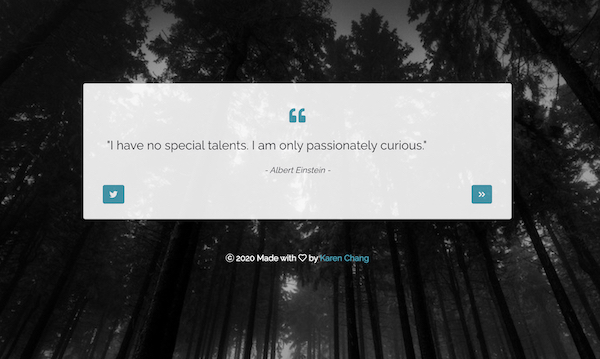 "I have no special talents. I am only passionately curious."
- Albert Einstein -
© 2020 Made with ♡ by Karen Chang